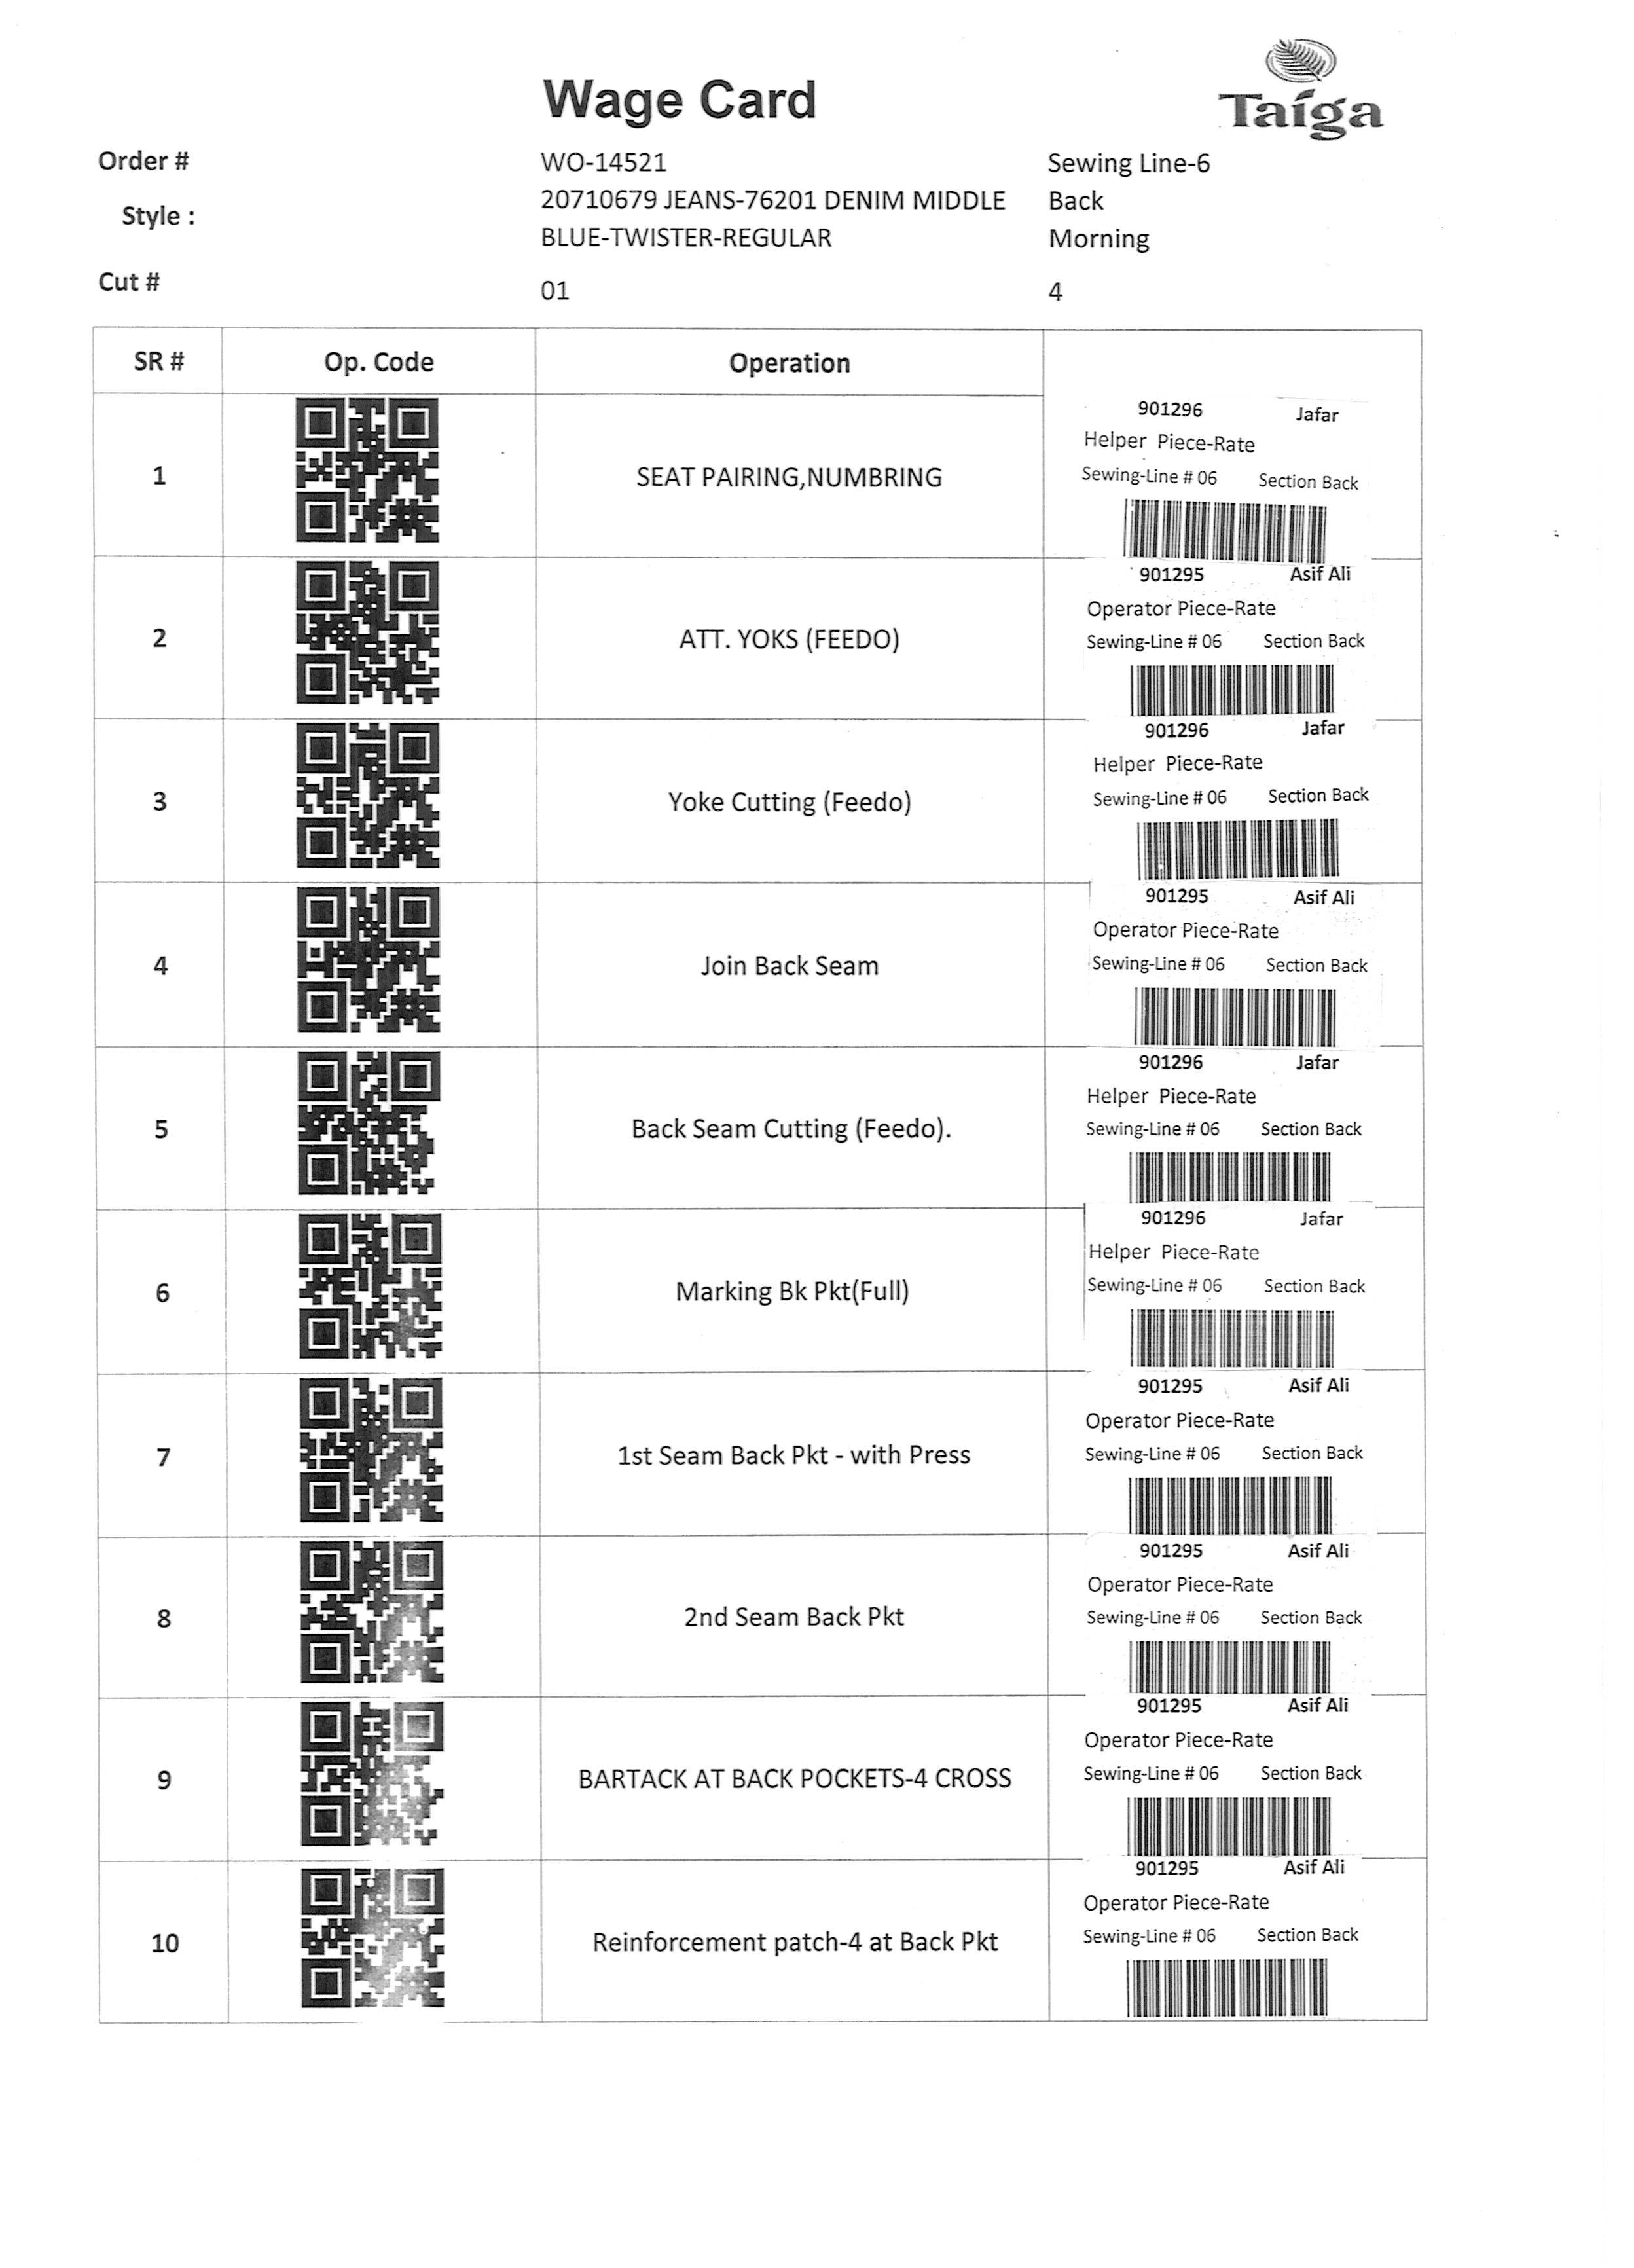 Taiga
Wage Card
Order # WO-14521 Sewing Line-6
Style : 20710679 JEANS-76201 DENIM MIDDLE Back
BLUE-TWISTER-REGULAR Morning
Cut # 01 4
SR # Op. Code Operation
901296 Jafar
Helper Piece-Rate
1 SEAT PAIRING,NUMBRING Sewing-Line # 06 Section Back
901295 Asif Ali
Operator Piece-Rate
2 ATT. YOKS (FEEDO) Sewing-Line # 06 Section Back
901296 Jafar
Helper Piece-Rate
3 Yoke Cutting (Feedo) Sewing-Line # 06 Section Back
901295 Asif Ali
Operator Piece-Rate
4 Join Back Seam Sewing-Line # 06 Section Back
901296 Jafar
Helper Piece-Rate
5 Back Seam Cutting (Feedo). Sewing-Line # 06 Section Back
901296 Jafar
Helper Piece-Rate
6 Marking Bk Pkt(Full) Sewing-Line # 06 Section Back
901295 Asif Ali
Operator Piece-Rate
7 1st Seam Back Pkt - with Press Sewing-Line # 06 Section Back
901295 Asif Ali
Operator Piece-Rate
8 2nd Seam Back Pkt Sewing-Line # 06 Section Back
901295 Asif Ali
Operator Piece-Rate
9 BARTACK AT BACK POCKETS-4 CROSS Sewing-Line # 06 Section Back
901295 Asif Ali
Operator Piece-Rate
10 Reinforcement patch-4 at Back Pkt Sewing-Line # 06 Section Back